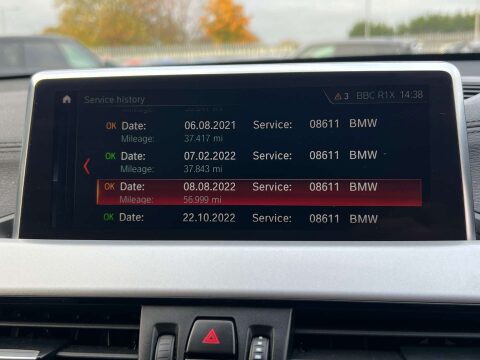 Service history
3 BBC R1X 14:38
OK Date: 06.08.2021 Service: 08611 BMW
Mileage: 37.417 mi
OK Date: 07.02.2022 Service: 08611 BMW
Mileage: 37.843 mi
OK Date: 08.08.2022 Service: 08611 BMW
Mileage: 56.999 mi
OK Date: 22.10.2022 Service: 08611 BMW